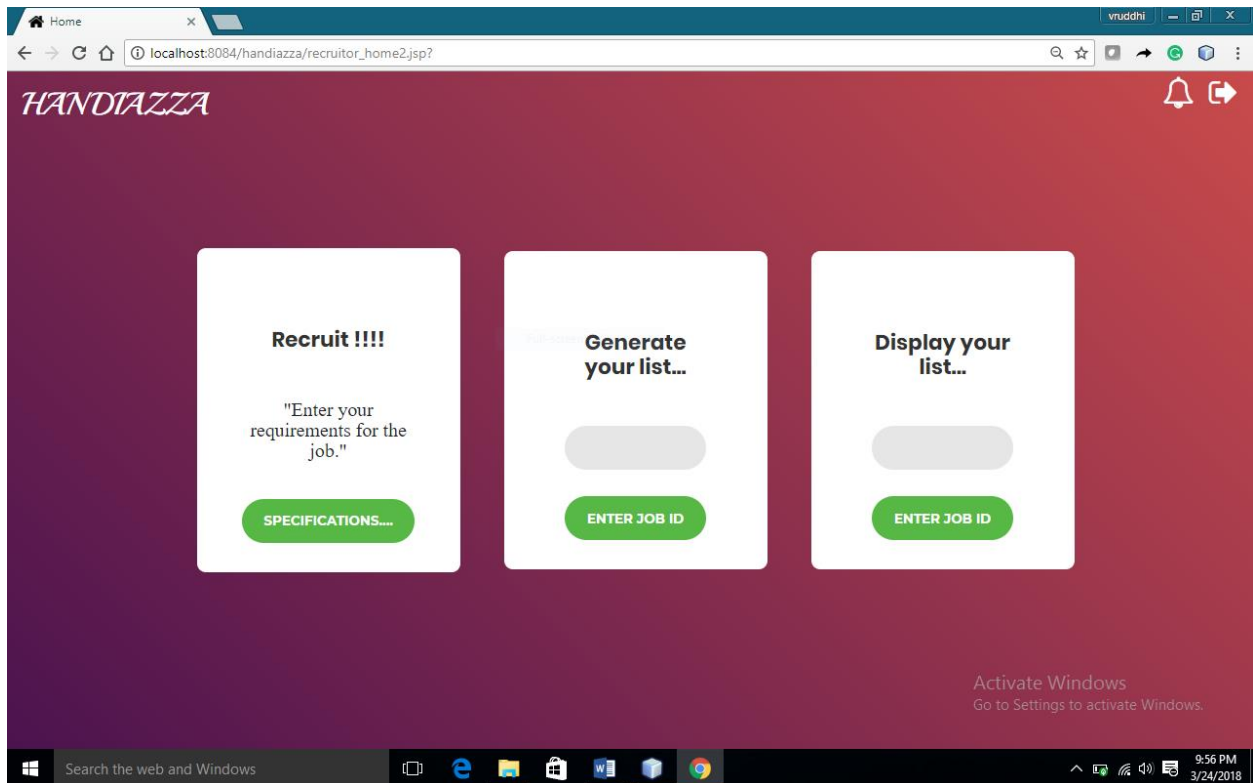 Home
vruddhi
localhost:8084/handiazza/recruitor_home2.jsp?
HANDIAZZA
Recruit !!!!
"Enter your
requirements for the
job."
SPECIFICATIONS....
Generate
your list...
ENTER JOB ID
Display your
list...
ENTER JOB ID
Activate Windows
Go to Settings to activate Windows.
Search the web and Windows
9:56 PM
3/24/2018